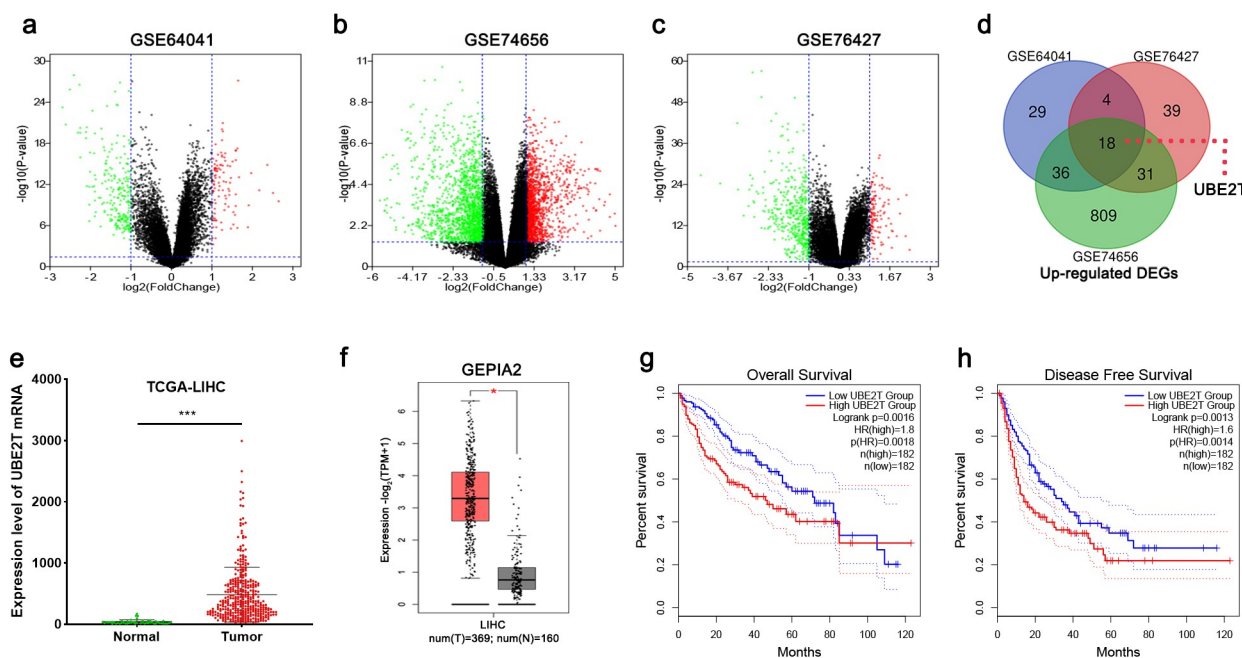 a
GSE64041
-log10(P-value)
30
24
18
12
6
0
-3 -2 -1 0 1 2 3
log2(FoldChange)
b
GSE74656
-log10(P-value)
11
8.8
6.6
4.4
2.2
0
-6 -4.17 -2.33 -0.5 1.33 3.17 5
log2(FoldChange)
c
GSE76427
-log10(P-value)
60
48
36
24
12
0
-5 -3.67 -2.33 -1 0.33 1.67 3
log2(FoldChange)
d
GSE64041
GSE76427
29
4
39
18
36
31
809
UBE2T
GSE74656
Up-regulated DEGs
e
TCGA-LIHC
***
Expression level of UBE2T mRNA
4000
3000
2000
1000
0
Normal Tumor
f
GEPIA2
*
Expression -log2(TPM+1)
6
5
4
3
2
1
0
LIHC
num(T)=369; num(N)=160
g
Overall Survival
Low UBE2T Group
High UBE2T Group
Logrank p=0.0016
HR(high)=1.8
p(HR)=0.0018
n(high)=182
n(low)=182
Percent survival
1.0
0.8
0.6
0.4
0.2
0.0
0 20 40 60 80 100 120
Months
h
Disease Free Survival
Low UBE2T Group
High UBE2T Group
Logrank p=0.0013
HR(high)=1.6
p(HR)=0.0014
n(high)=182
n(low)=182
Percent survival
1.0
0.8
0.6
0.4
0.2
0.0
0 20 40 60 80 100 120
Months